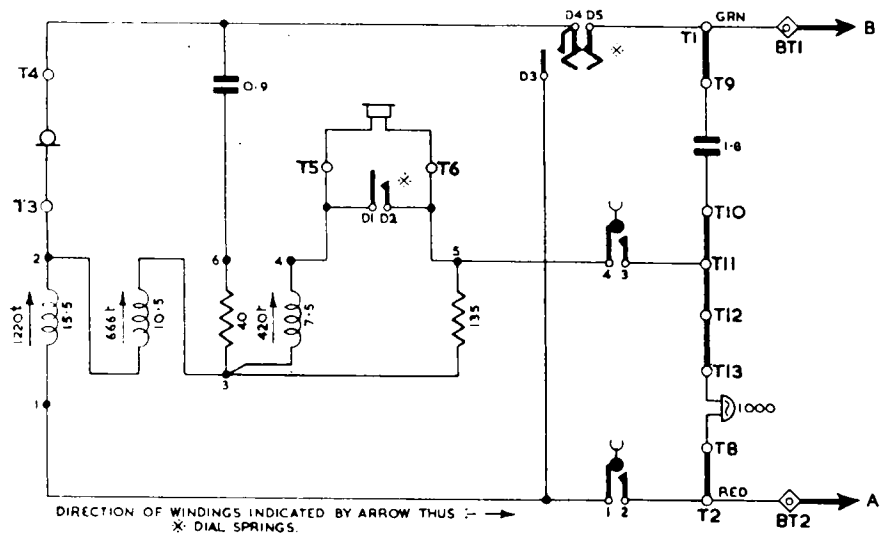 D4 D5 ※
T1 GRN BT1 B
T4
0·9
D3
T9
1·8
T5 T6
D1 D2 ※
T3
T10
2 6 4 5
4 3 T11
1220t 15·5
666t 10·5
40
420t 7·5
135
T12
3
T13
1
1000
T8
1 2
T2 RED BT2 A
DIRECTION OF WINDINGS INDICATED BY ARROW THUS :- →
※ DIAL SPRINGS.